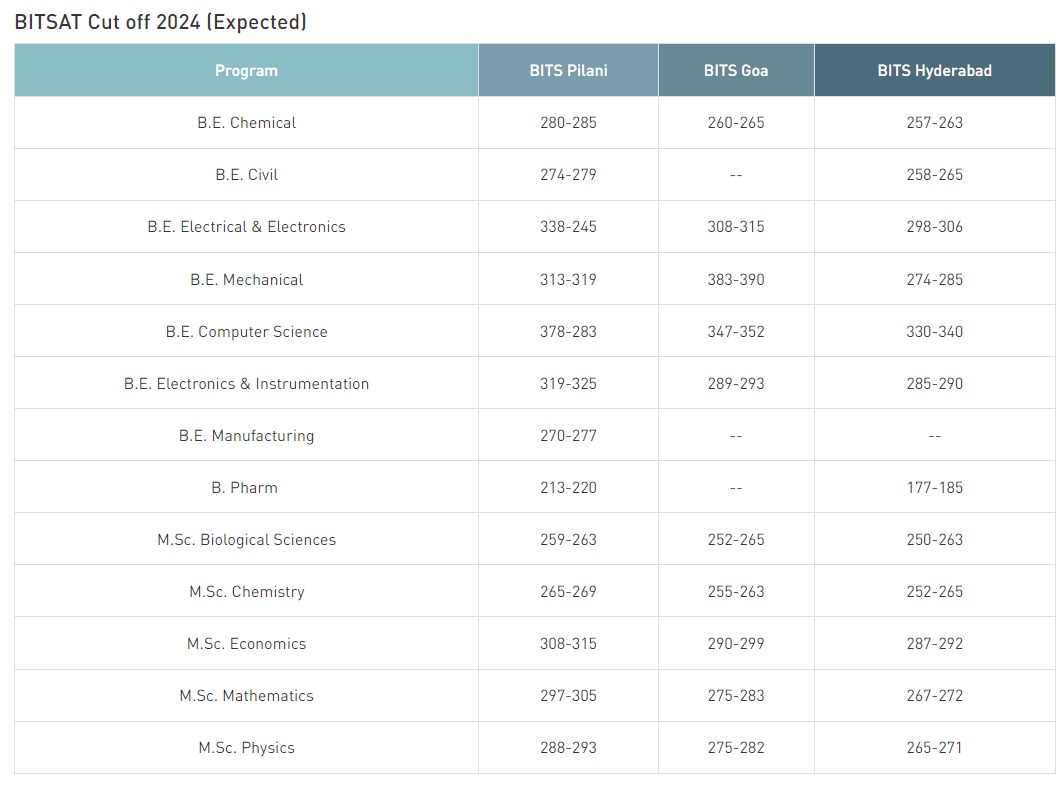 BITSAT Cut off 2024 (Expected)
Program BITS Pilani BITS Goa BITS Hyderabad
B.E. Chemical 280-285 260-265 257-263
B.E. Civil 274-279 -- 258-265
B.E. Electrical & Electronics 338-245 308-315 298-306
B.E. Mechanical 313-319 383-390 274-285
B.E. Computer Science 378-283 347-352 330-340
B.E. Electronics & Instrumentation 319-325 289-293 285-290
B.E. Manufacturing 270-277 -- --
B. Pharm 213-220 -- 177-185
M.Sc. Biological Sciences 259-263 252-265 250-263
M.Sc. Chemistry 265-269 255-263 252-265
M.Sc. Economics 308-315 290-299 287-292
M.Sc. Mathematics 297-305 275-283 267-272
M.Sc. Physics 288-293 275-282 265-271